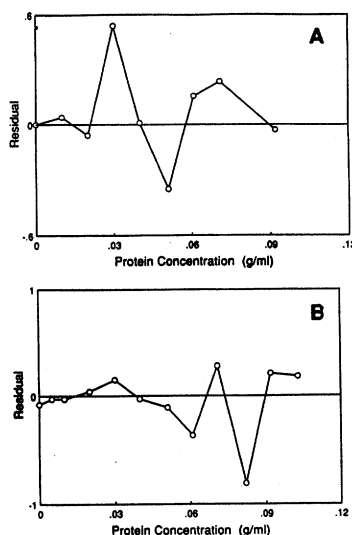 .6
A
Residual
0
-.6
0 .03 .06 .09 .12
Protein Concentration (g/ml)
1
B
Residual
0
-1
0 .03 .06 .09 .12
Protein Concentration (g/ml)